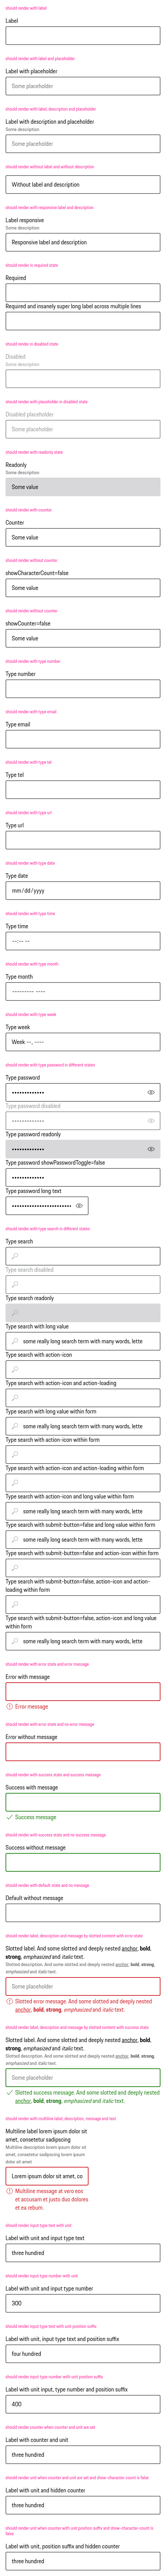 should render with label
Label
should render with label and placeholder
Label with placeholder
Some placeholder
should render with label, description and placeholder
Label with description and placeholder
Some description
Some placeholder
should render without label and without description
Without label and description
should render with responsive label and description
Label responsive
Some description
Responsive label and description
should render in required state
Required
Required and insanely super long label across multiple lines
should render in disabled state
Disabled
Some description
should render with placeholder in disabled state
Disabled placeholder
Some placeholder
should render with readonly state
Readonly
Some description
Some value
should render with counter
Counter
Some value
should render without counter
showCharacterCount=false
Some value
should render without counter
showCounter=false
Some value
should render with type number
Type number
should render with type email
Type email
should render with type tel
Type tel
should render with type url
Type url
should render with type date
Type date
mm/dd/yyyy
should render with type time
Type time
--:-- --
should render with type month
Type month
--------- ----
should render with type week
Type week
Week --, ----
should render with type password in different states
Type password
•••••••••••••
Type password disabled
•••••••••••••
Type password readonly
•••••••••••••
Type password showPasswordToggle=false
•••••••••••••
Type password long text
should render with type search in different states
Type search
Type search disabled
Type search readonly
Type search with long value
some really long search term with many words, lette
Type search with action-icon
Type search with action-icon and action-loading
Type search with long value within form
some really long search term with many words, lette
Type search with action-icon within form
Type search with action-icon and action-loading within form
Type search with action-icon and long value within form
some really long search term with many words, lette
Type search with submit-button=false and long value within form
some really long search term with many words, lette
Type search with submit-button=false and action-icon within form
Type search with submit-button=false, action-icon and action-
loading within form
Type search with submit-button=false, action-icon and long value
within form
some really long search term with many words, lette
should render with error state and error message
Error with message
Error message
should render with error state and no error message
Error without message
should render with success state and success message
Success with message
Success message
should render with success state and no success message
Success without message
should render with default state and no message
Default without message
should render label, description and message by slotted content with error state
Slotted label. And some slotted and deeply nested anchor, bold,
strong, emphasized and italic text.
Slotted description. And some slotted and deeply nested anchor, bold, strong,
emphasized and italic text.
Some placeholder
Slotted error message. And some slotted and deeply nested
anchor, bold, strong, emphasized and italic text.
should render label, description and message by slotted content with success state
Slotted label. And some slotted and deeply nested anchor, bold,
strong, emphasized and italic text.
Slotted description. And some slotted and deeply nested anchor, bold, strong,
emphasized and italic text.
Some placeholder
Slotted success message. And some slotted and deeply nested
anchor, bold, strong, emphasized and italic text.
should render with multiline label, description, message and text
Multiline label lorem ipsum dolor sit
amet, consetetur sadipscing
Multiline description lorem ipsum dolor sit
amet, consetetur sadipscing lorem ipsum
dolor sit amet
Lorem ipsum dolor sit amet, co
Multiline message at vero eos
et accusam et justo duo dolores
et ea rebum.
should render input type text with unit
Label with unit and input type text
three hundred
should render input type number with unit
Label with unit and input type number
300
should render input type text with unit position suffix
Label with unit, input type text and position suffix
four hundred
should render input type number with unit position suffix
Label with unit input, type number and position suffix
400
should render counter when counter and unit are set
Label with counter and unit
three hundred
should render unit when counter and unit are set and show-character-count is false
Label with unit and hidden counter
three hundred
should render unit when counter with unit position suffix and show-character-count is
false
Label with unit, position suffix and hidden counter
three hundred